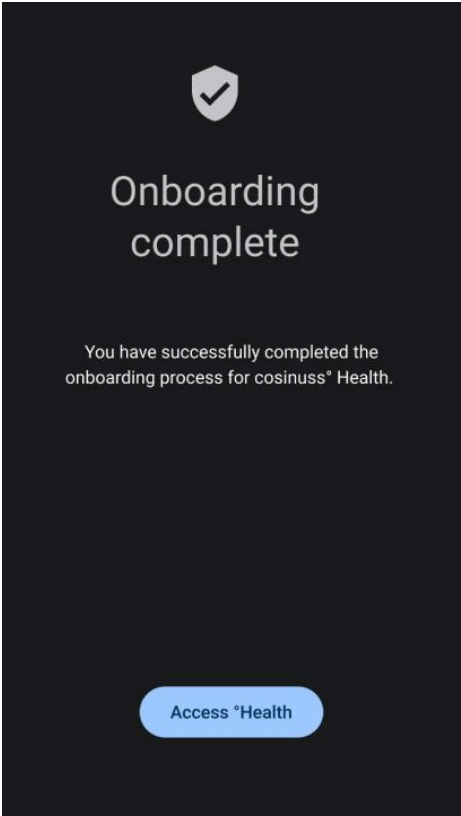 Onboarding
complete
You have successfully completed the
onboarding process for cosinuss° Health.
Access °Health